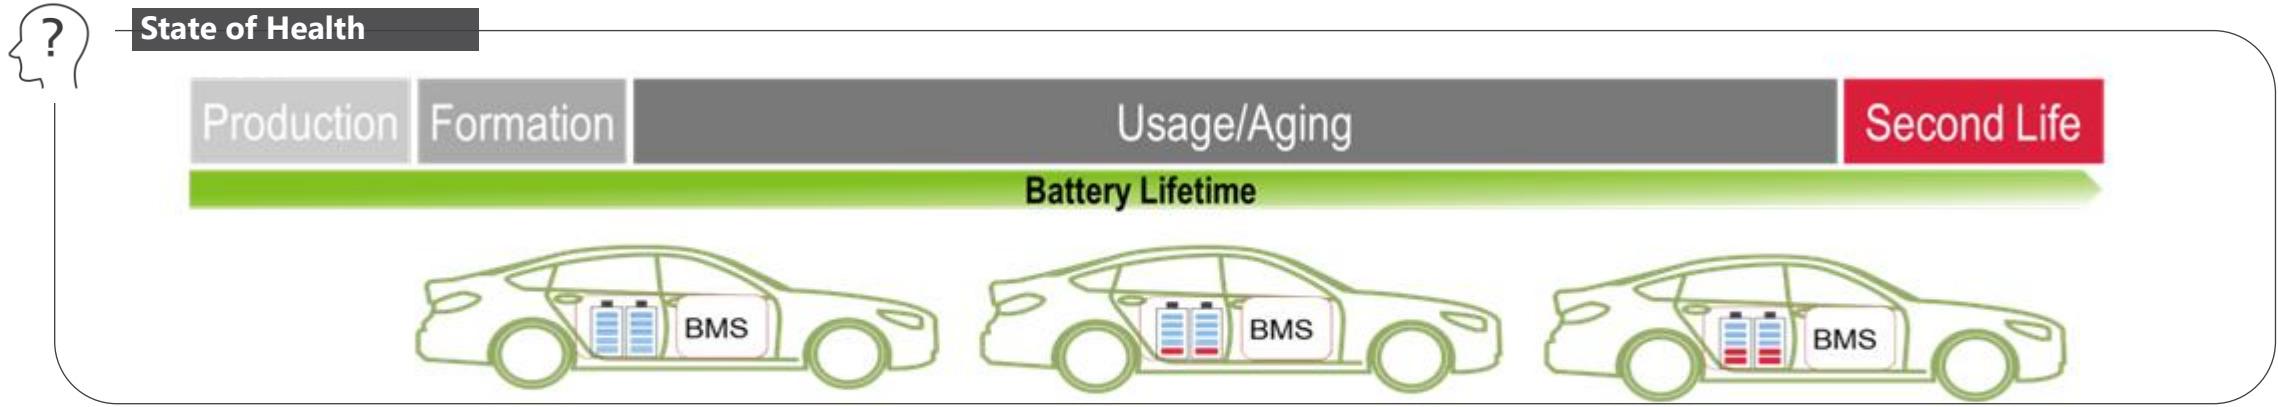 ?
State of Health
Production Formation Usage/Aging Second Life
Battery Lifetime
BMS BMS BMS